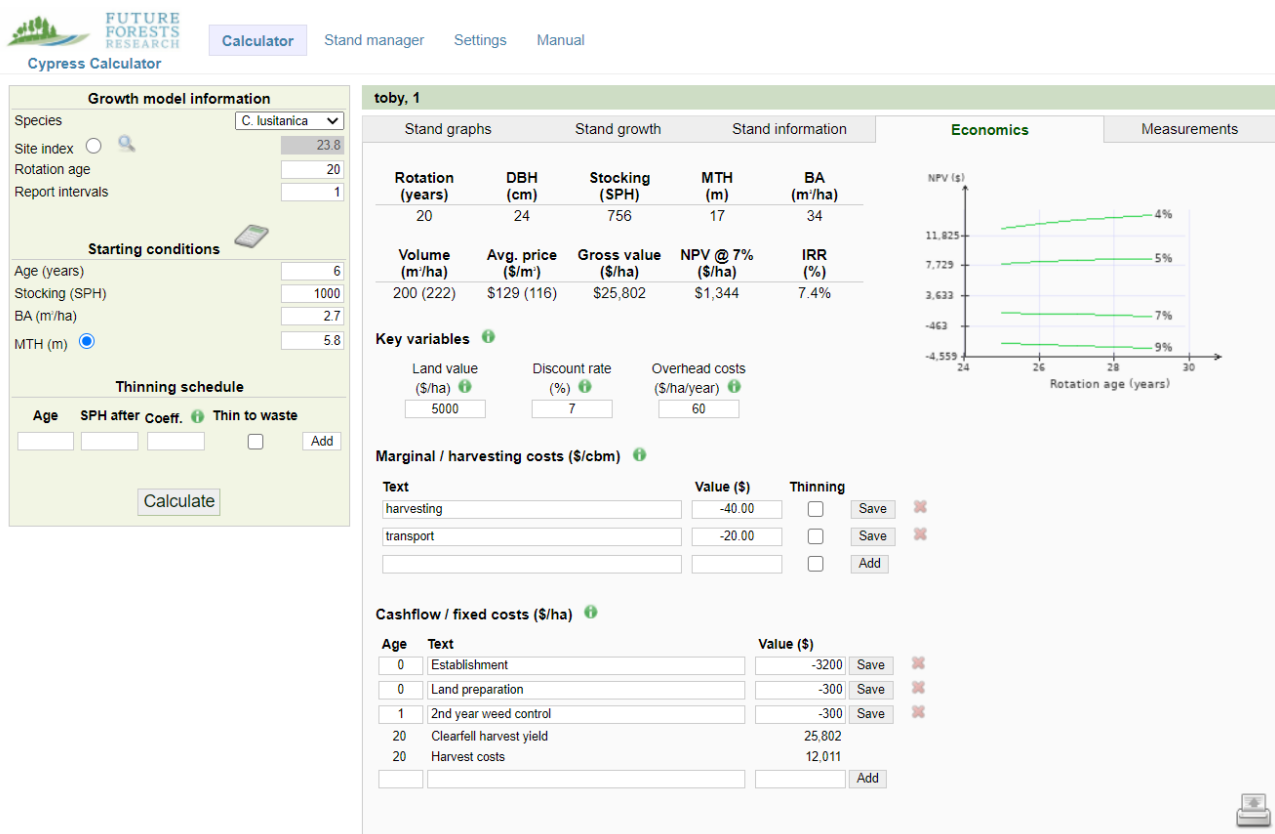 FUTURE
FORESTS
RESEARCH
Cypress Calculator
Calculator Stand manager Settings Manual
Growth model information
Species C. lusitanica
Site index 23.8
Rotation age 20
Report intervals 1
Starting conditions
Age (years) 6
Stocking (SPH) 1000
BA (m²/ha) 2.7
MTH (m) 5.8
Thinning schedule
Age SPH after Coeff. Thin to waste
Add
Calculate
toby, 1
Stand graphs Stand growth Stand information Economics Measurements
Rotation DBH Stocking MTH BA
(years) (cm) (SPH) (m) (m²/ha)
20 24 756 17 34
Volume Avg. price Gross value NPV @ 7% IRR
(m³/ha) ($/m³) ($/ha) ($/ha) (%)
200 (222) $129 (116) $25,802 $1,344 7.4%
NPV ($)
11,825
7,729
3,633
-463
-4,559
4%
5%
7%
9%
24 26 28 30
Rotation age (years)
Key variables
Land value Discount rate Overhead costs
($/ha) (%) ($/ha/year)
5000 7 60
Marginal / harvesting costs ($/cbm)
Text Value ($) Thinning
harvesting -40.00 Save
transport -20.00 Save
Add
Cashflow / fixed costs ($/ha)
Age Text Value ($)
0 Establishment -3200 Save
0 Land preparation -300 Save
1 2nd year weed control -300 Save
20 Clearfell harvest yield 25,802
20 Harvest costs 12,011
Add